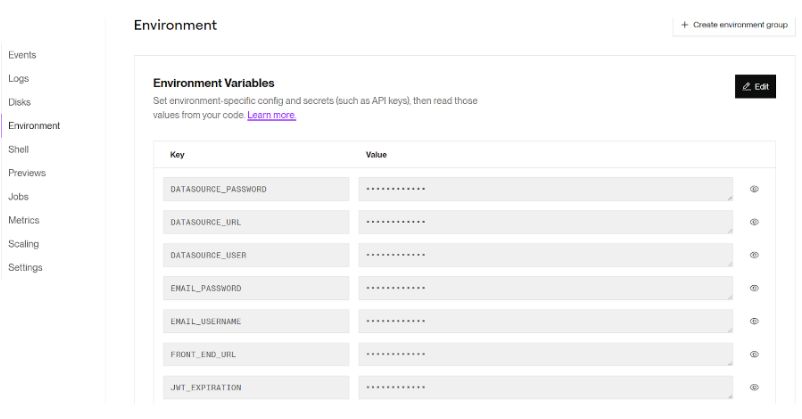 Environment
+ Create environment group
Events
Logs
Disks
Environment
Shell
Previews
Jobs
Metrics
Scaling
Settings
Environment Variables
Edit
Set environment-specific config and secrets (such as API keys), then read those
values from your code. Learn more.
Key Value
DATASOURCE_PASSWORD ••••••••••••
DATASOURCE_URL ••••••••••••
DATASOURCE_USER ••••••••••••
EMAIL_PASSWORD ••••••••••••
EMAIL_USERNAME ••••••••••••
FRONT_END_URL ••••••••••••
JWT_EXPIRATION ••••••••••••